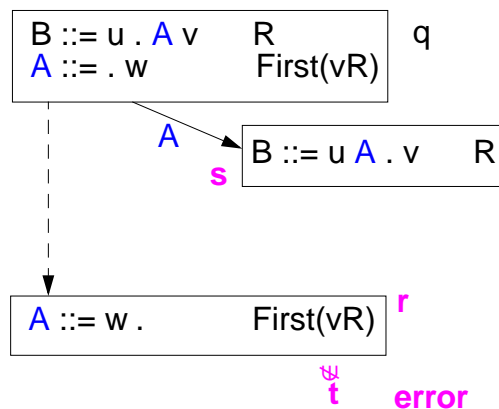 B ::= u . A v R q
A ::= . w First(vR)
A
B ::= u A . v R
s
A ::= w . First(vR)
r
∉
t error